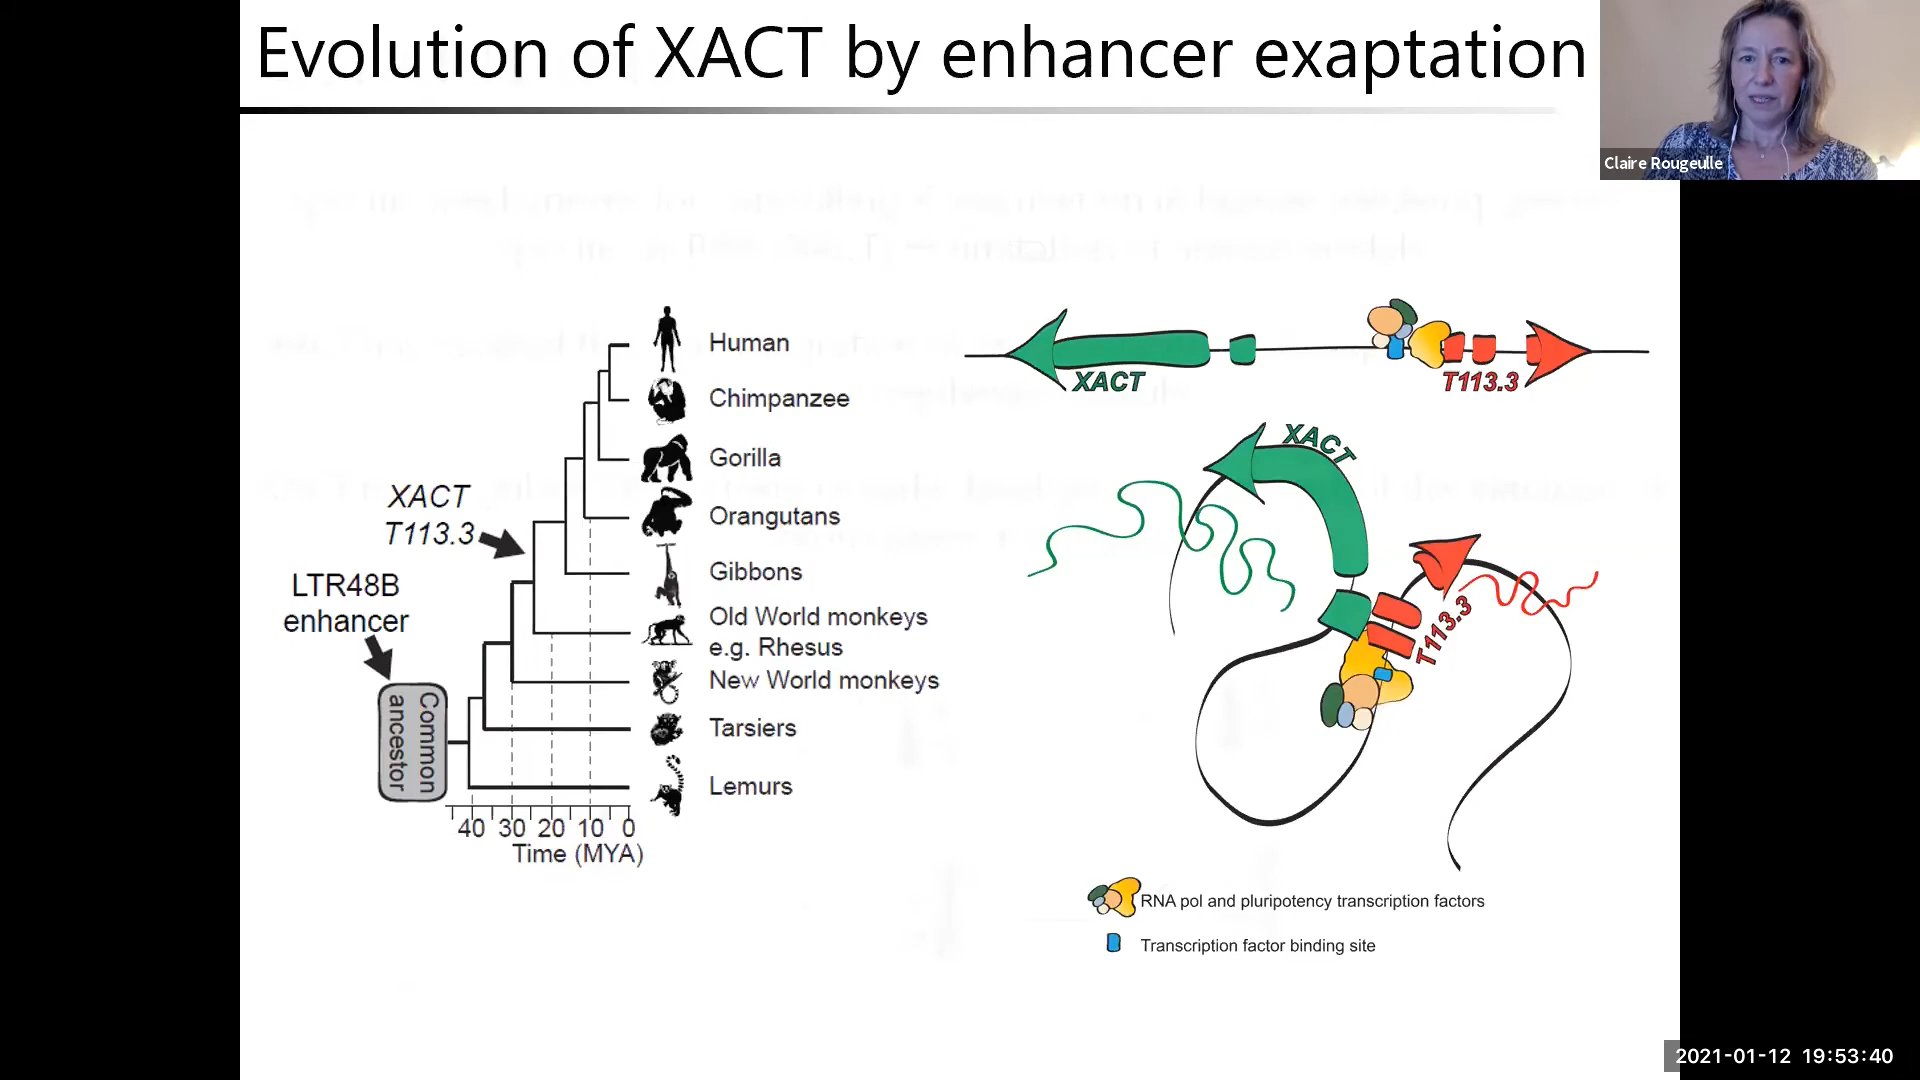 Evolution of XACT by enhancer exaptation
Claire Rougeulle
Human
Chimpanzee
Gorilla
Orangutans
Gibbons
Old World monkeys
e.g. Rhesus
New World monkeys
Tarsiers
Lemurs
XACT
T113.3
LTR48B
enhancer
Common
ancestor
40 30 20 10 0
Time (MYA)
XACT
T113.3
XACT
T113.3
RNA pol and pluripotency transcription factors
Transcription factor binding site
2021-01-12 19:53:40